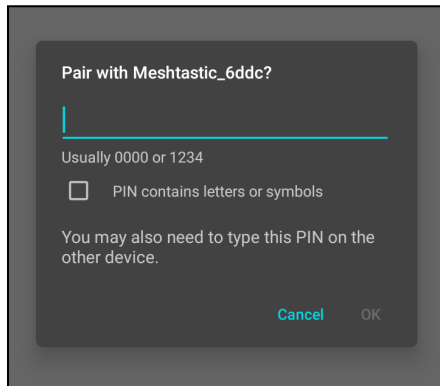 Pair with Meshtastic_6ddc?
Usually 0000 or 1234
PIN contains letters or symbols
You may also need to type this PIN on the
other device.
Cancel OK